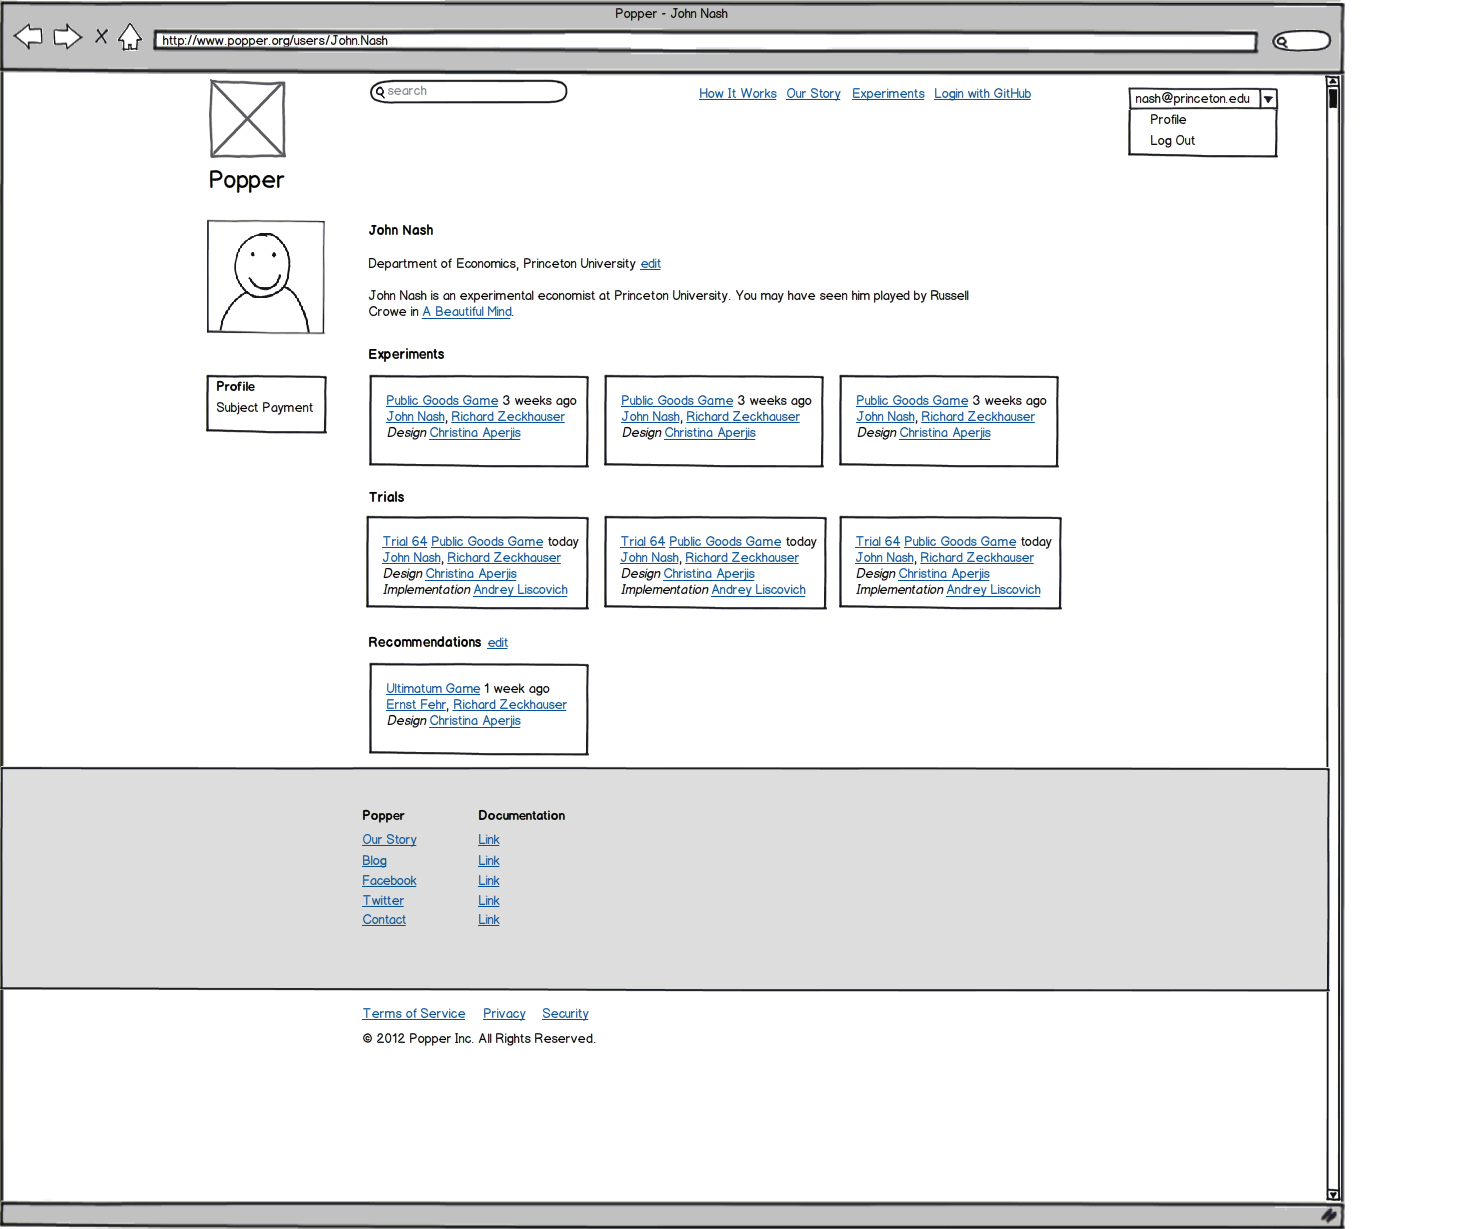 Popper - John Nash
http://www.popper.org/users/John.Nash
search
How It Works Our Story Experiments Login with GitHub
nash@princeton.edu
Profile
Log Out
Popper
John Nash
Department of Economics, Princeton University edit
John Nash is an experimental economist at Princeton University. You may have seen him played by Russell
Crowe in A Beautiful Mind.
Profile
Subject Payment
Experiments
Public Goods Game 3 weeks ago
John Nash, Richard Zeckhauser
Design Christina Aperjis
Public Goods Game 3 weeks ago
John Nash, Richard Zeckhauser
Design Christina Aperjis
Public Goods Game 3 weeks ago
John Nash, Richard Zeckhauser
Design Christina Aperjis
Trials
Trial 64 Public Goods Game today
John Nash, Richard Zeckhauser
Design Christina Aperjis
Implementation Andrey Liscovich
Trial 64 Public Goods Game today
John Nash, Richard Zeckhauser
Design Christina Aperjis
Implementation Andrey Liscovich
Trial 64 Public Goods Game today
John Nash, Richard Zeckhauser
Design Christina Aperjis
Implementation Andrey Liscovich
Recommendations edit
Ultimatum Game 1 week ago
Ernst Fehr, Richard Zeckhauser
Design Christina Aperjis
Popper
Our Story
Blog
Facebook
Twitter
Contact
Documentation
Link
Link
Link
Link
Link
Terms of Service Privacy Security
© 2012 Popper Inc. All Rights Reserved.